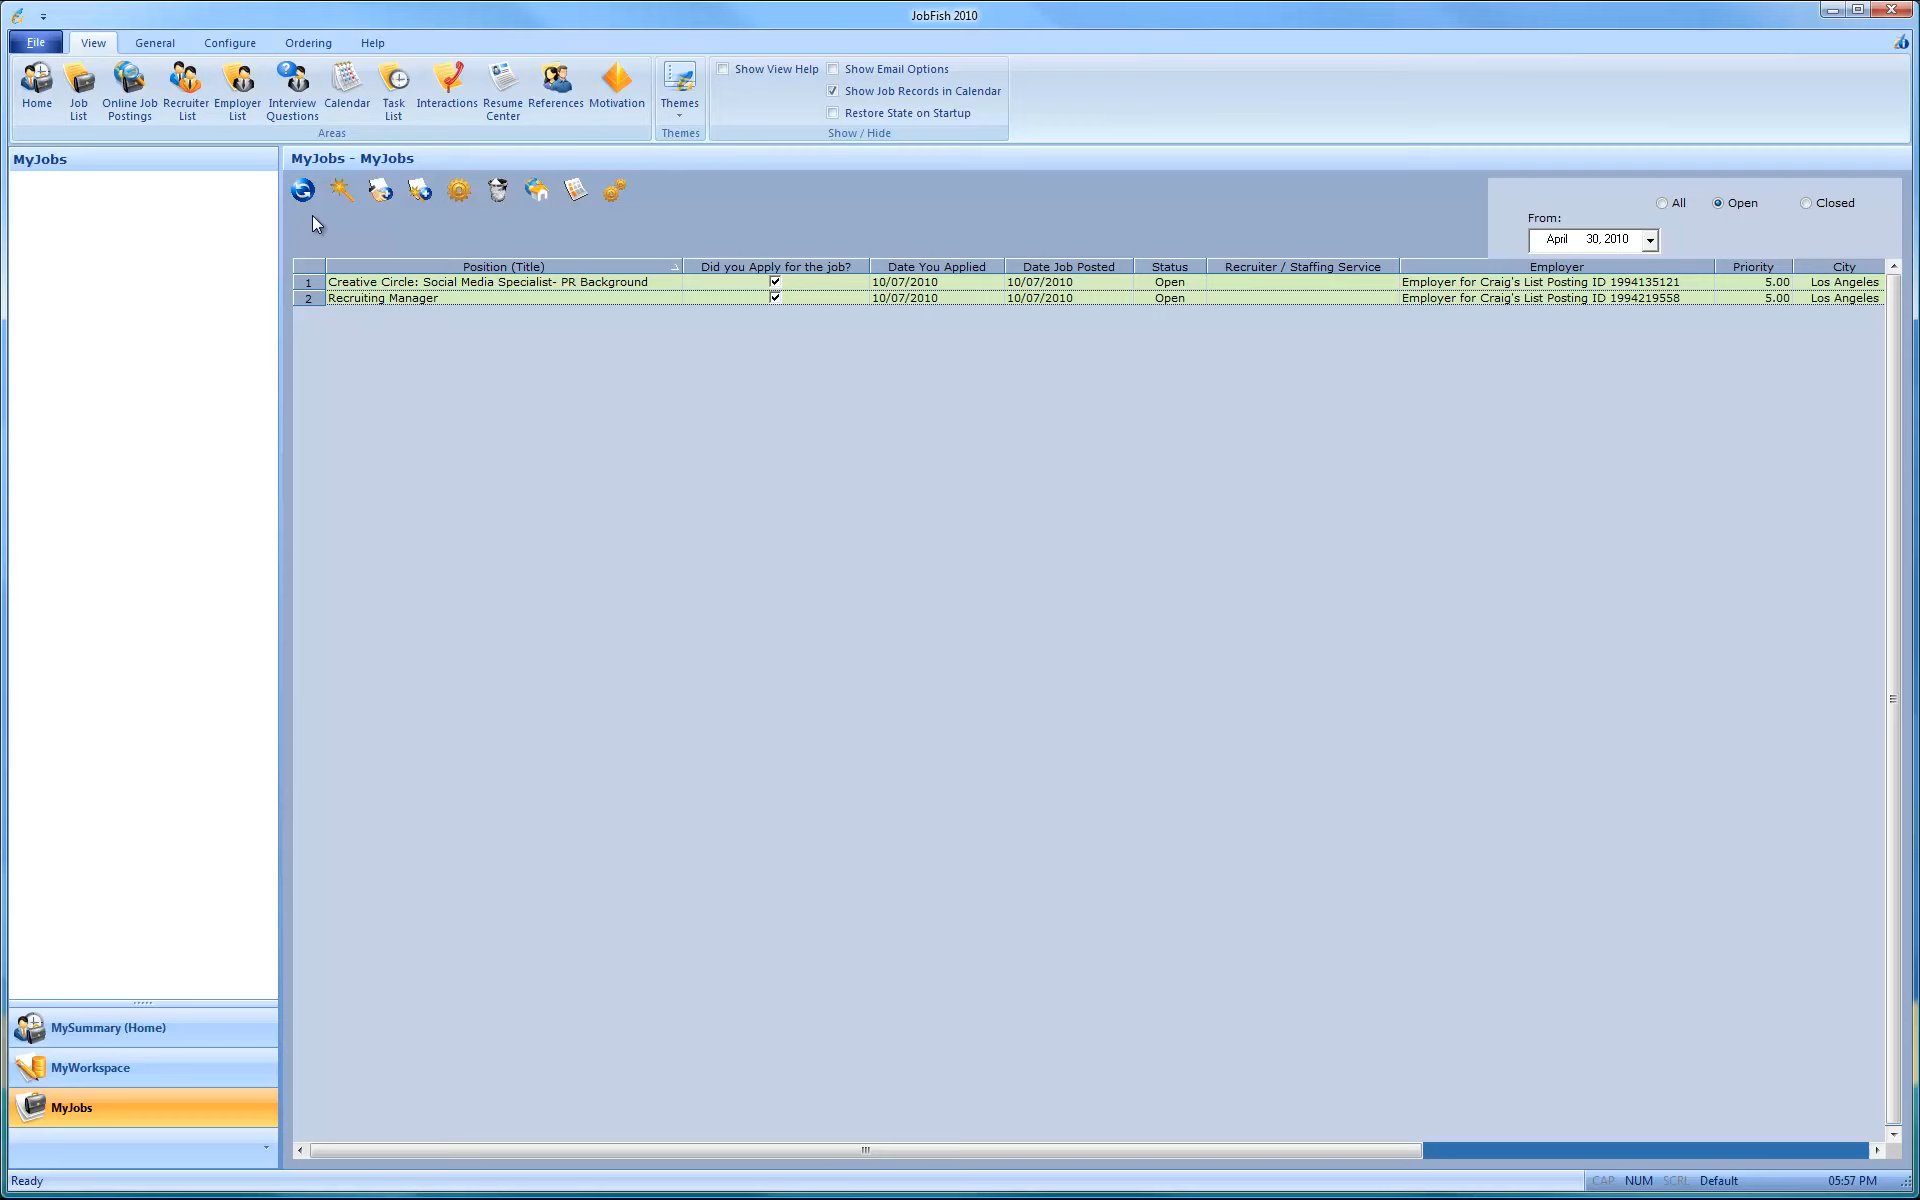 JobFish 2010
File View General Configure Ordering Help
Home
Job List
Online Job Postings
Recruiter List
Employer List
Interview Questions
Calendar
Task List
Interactions
Resume Center
References
Motivation
Areas
Themes
Themes
Show View Help
Show Email Options
Show Job Records in Calendar
Restore State on Startup
Show / Hide
MyJobs
MyJobs - MyJobs
All Open Closed
From:
April 30, 2010
Position (Title) Did you Apply for the job? Date You Applied Date Job Posted Status Recruiter / Staffing Service Employer Priority City
1 Creative Circle: Social Media Specialist- PR Background 10/07/2010 10/07/2010 Open Employer for Craig's List Posting ID 1994135121 5.00 Los Angeles
2 Recruiting Manager 10/07/2010 10/07/2010 Open Employer for Craig's List Posting ID 1994219558 5.00 Los Angeles
MySummary (Home)
MyWorkspace
MyJobs
Ready CAP NUM SCRL Default 05:57 PM